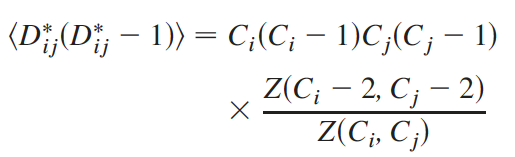 ⟨D*ᵢⱼ(D*ᵢⱼ − 1)⟩ = Cᵢ(Cᵢ − 1)Cⱼ(Cⱼ − 1)
× Z(Cᵢ − 2, Cⱼ − 2) / Z(Cᵢ, Cⱼ)